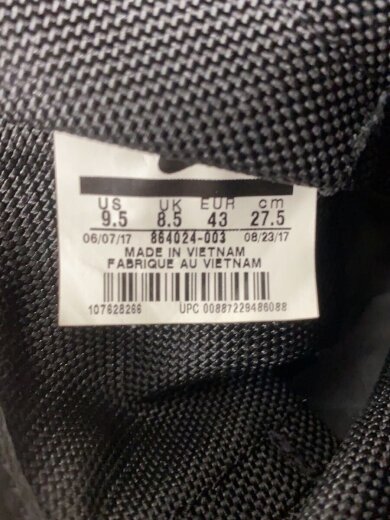 US UK EUR cm
9.5 8.5 43 27.5
06/07/17 864024-003 08/23/17
MADE IN VIETNAM
FABRIQUE AU VIETNAM
107628266 UPC 00887229486088